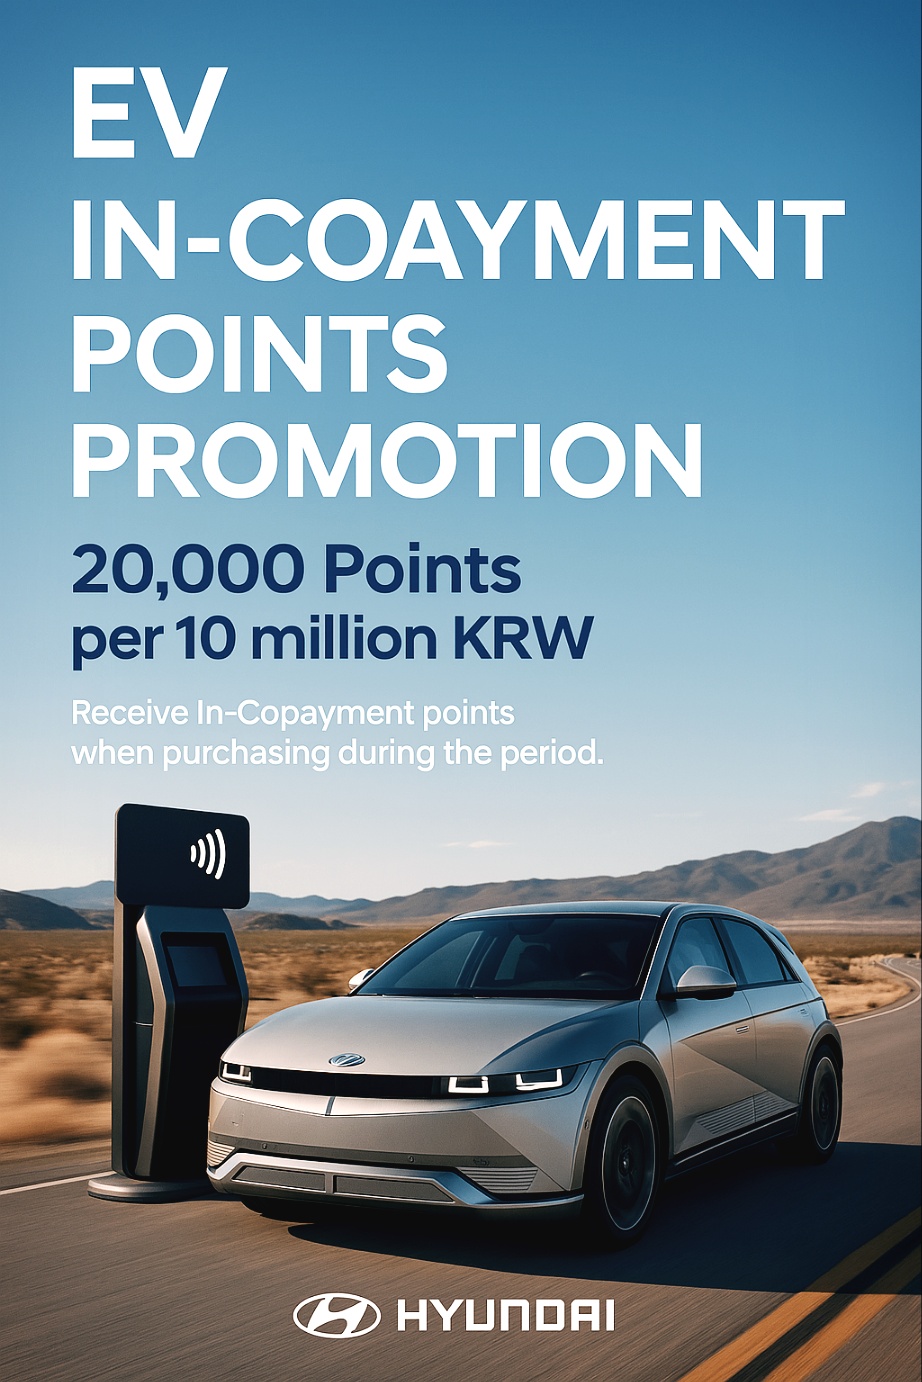 EV
IN-COAYMENT
POINTS
PROMOTION
20,000 Points
per 10 million KRW
Receive In-Copayment points
when purchasing during the period.
HYUNDAI